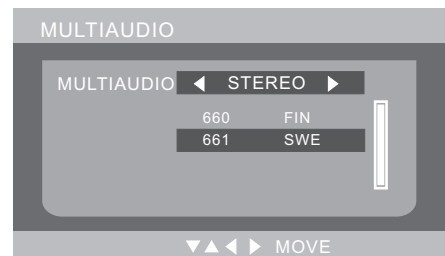 MULTIAUDIO
MULTIAUDIO ◀ STEREO ▶
660 FIN
661 SWE
▼▲◀▶ MOVE